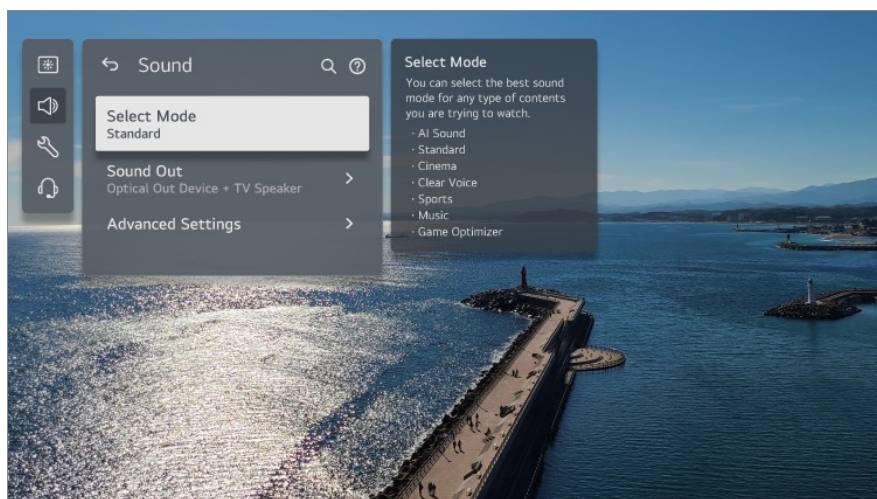 Sound
Select Mode
Standard
Sound Out
Optical Out Device + TV Speaker
Advanced Settings
Select Mode
You can select the best sound
mode for any type of contents
you are trying to watch.
· AI Sound
· Standard
· Cinema
· Clear Voice
· Sports
· Music
· Game Optimizer